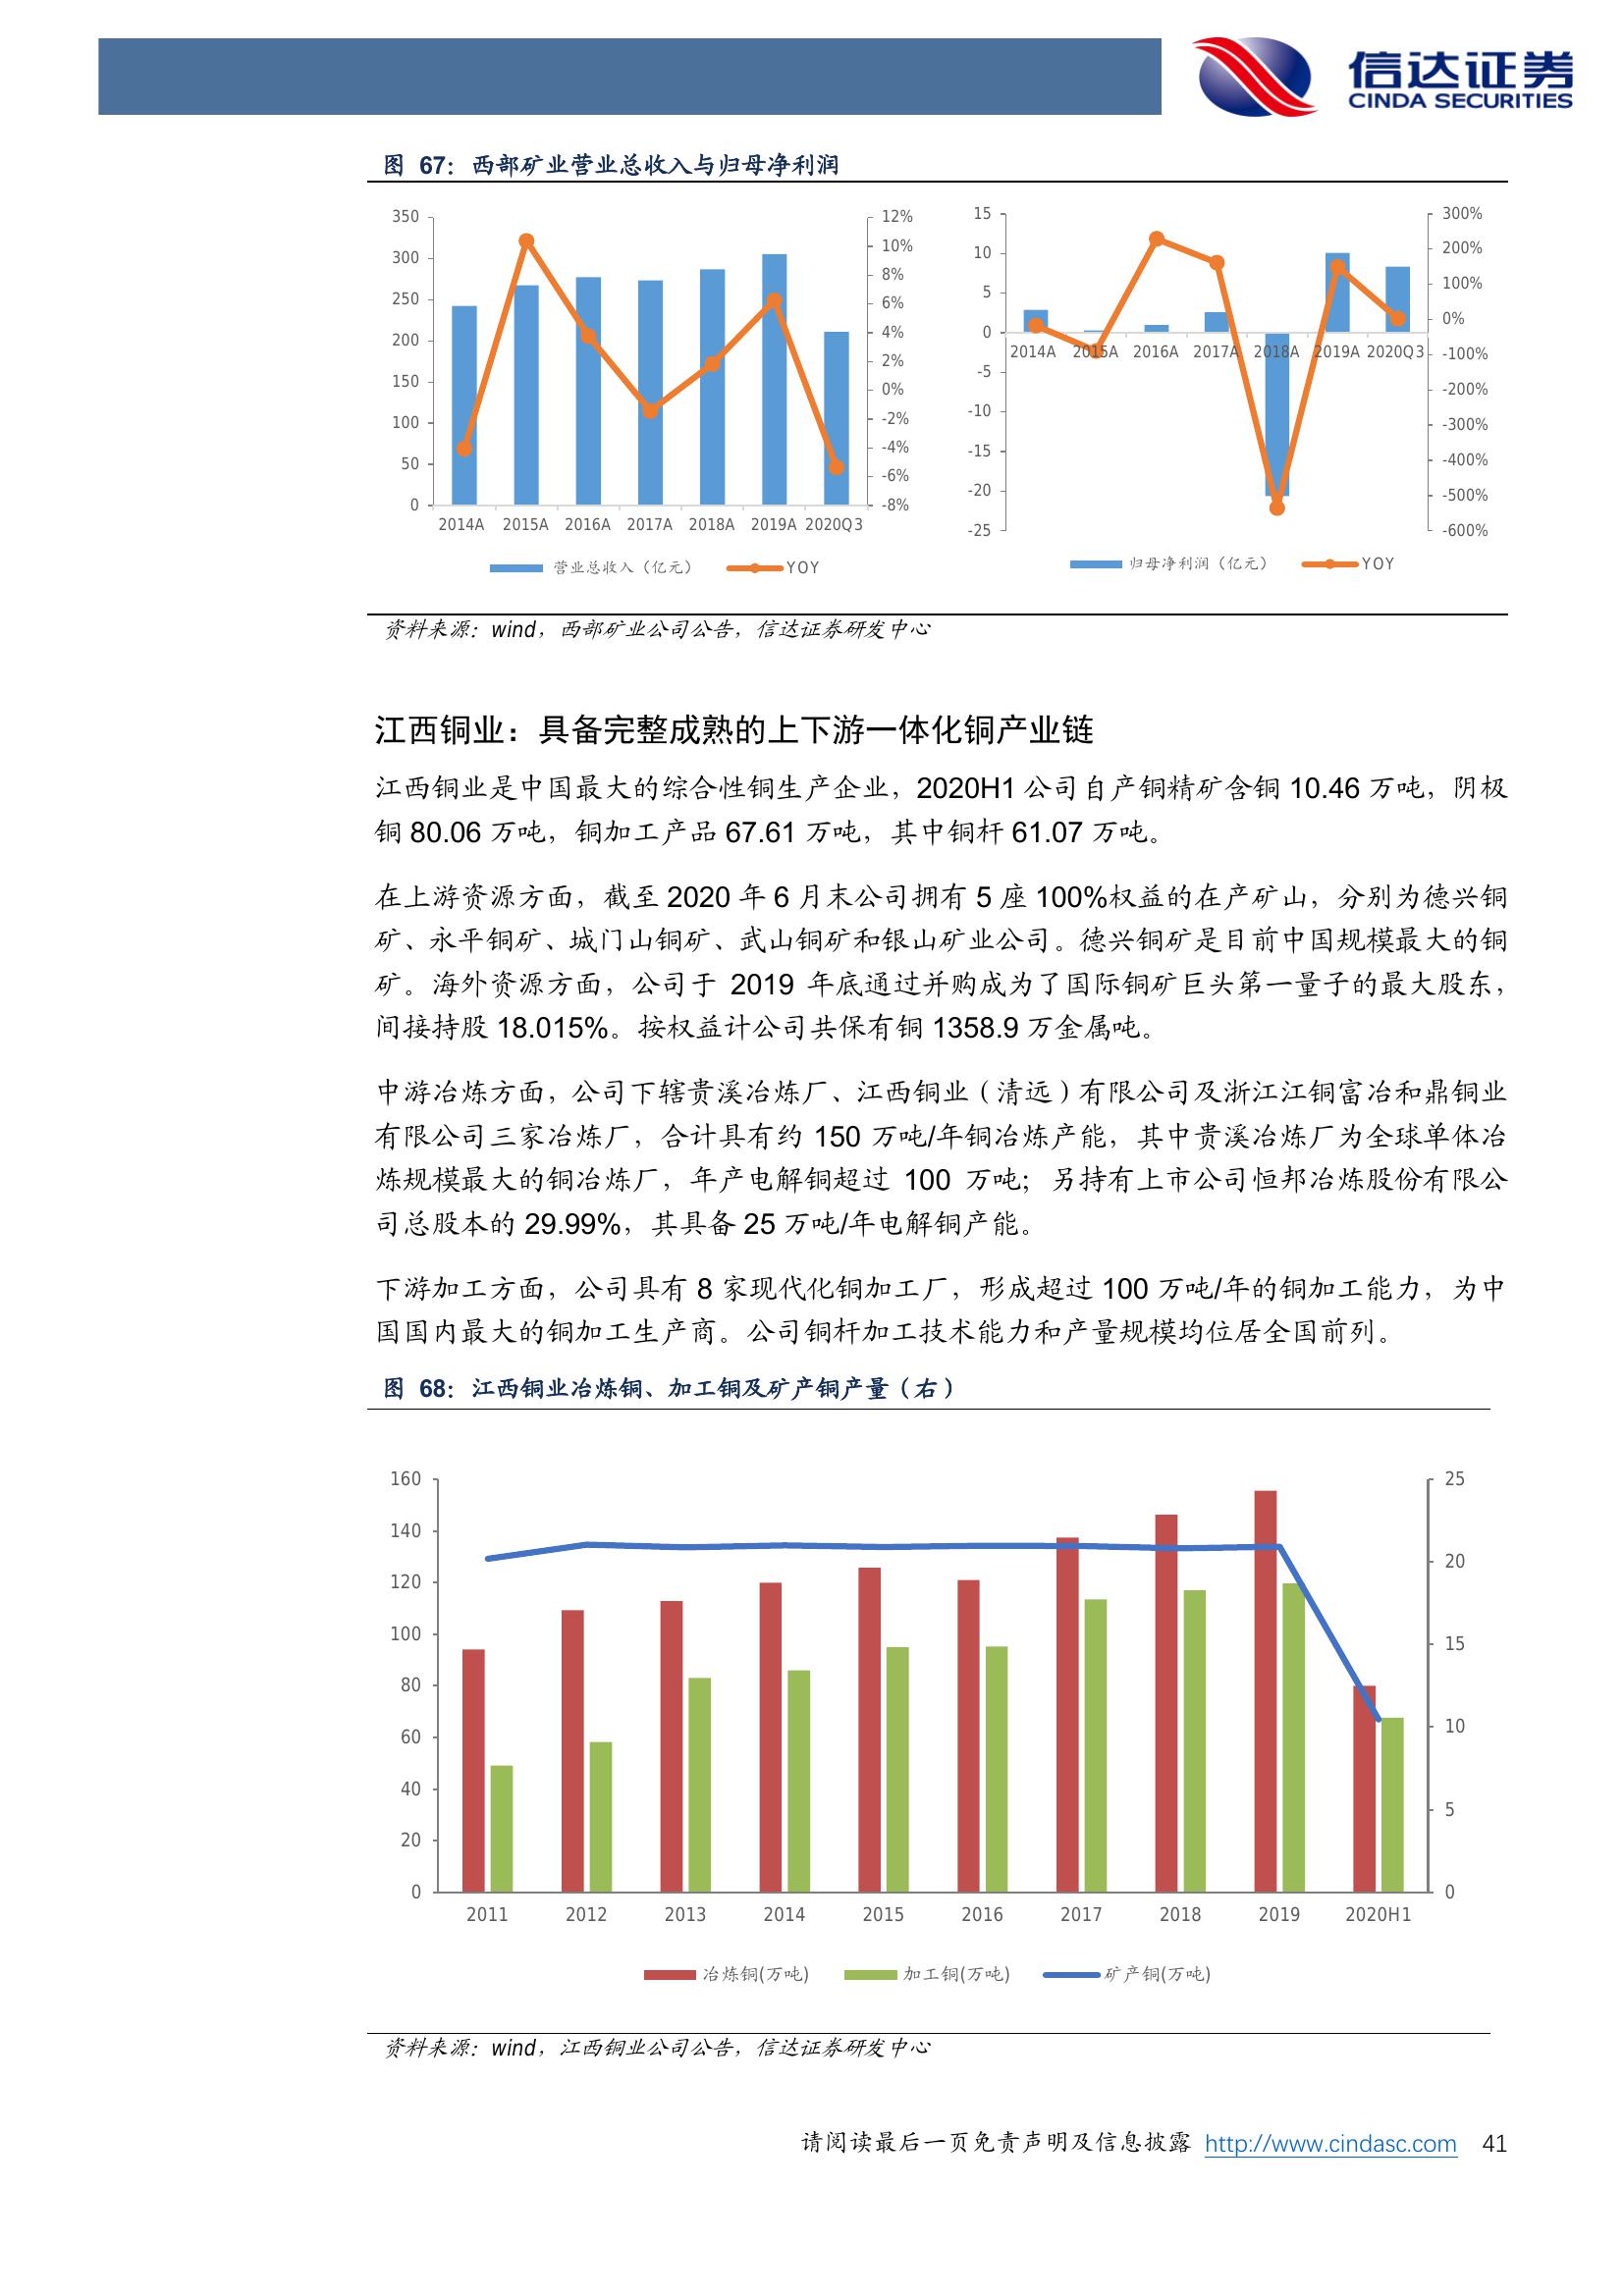 信达证券
CINDA SECURITIES
图 67：西部矿业营业总收入与归母净利润
350
300
250
200
150
100
50
0
12%
10%
8%
6%
4%
2%
0%
-2%
-4%
-6%
-8%
2014A 2015A 2016A 2017A 2018A 2019A 2020Q3
营业总收入（亿元） YOY
15
10
5
0
-5
-10
-15
-20
-25
300%
200%
100%
0%
-100%
-200%
-300%
-400%
-500%
-600%
2014A 2015A 2016A 2017A 2018A 2019A 2020Q3
归母净利润（亿元） YOY
资料来源：wind，西部矿业公司公告，信达证券研发中心
江西铜业：具备完整成熟的上下游一体化铜产业链
江西铜业是中国最大的综合性铜生产企业，2020H1 公司自产铜精矿含铜 10.46 万吨，阴极
铜 80.06 万吨，铜加工产品 67.61 万吨，其中铜杆 61.07 万吨。
在上游资源方面，截至 2020 年 6 月末公司拥有 5 座 100%权益的在产矿山，分别为德兴铜
矿、永平铜矿、城门山铜矿、武山铜矿和银山矿业公司。德兴铜矿是目前中国规模最大的铜
矿。海外资源方面，公司于 2019 年底通过并购成为了国际铜矿巨头第一量子的最大股东，
间接持股 18.015%。按权益计公司共保有铜 1358.9 万金属吨。
中游冶炼方面，公司下辖贵溪冶炼厂、江西铜业（清远）有限公司及浙江江铜富冶和鼎铜业
有限公司三家冶炼厂，合计具有约 150 万吨/年铜冶炼产能，其中贵溪冶炼厂为全球单体冶
炼规模最大的铜冶炼厂，年产电解铜超过 100 万吨；另持有上市公司恒邦冶炼股份有限公
司总股本的 29.99%，其具备 25 万吨/年电解铜产能。
下游加工方面，公司具有 8 家现代化铜加工厂，形成超过 100 万吨/年的铜加工能力，为中
国国内最大的铜加工生产商。公司铜杆加工技术能力和产量规模均位居全国前列。
图 68：江西铜业冶炼铜、加工铜及矿产铜产量（右）
160
140
120
100
80
60
40
20
0
25
20
15
10
5
0
2011 2012 2013 2014 2015 2016 2017 2018 2019 2020H1
冶炼铜(万吨) 加工铜(万吨) 矿产铜(万吨)
资料来源：wind，江西铜业公司公告，信达证券研发中心
请阅读最后一页免责声明及信息披露 http://www.cindasc.com 41